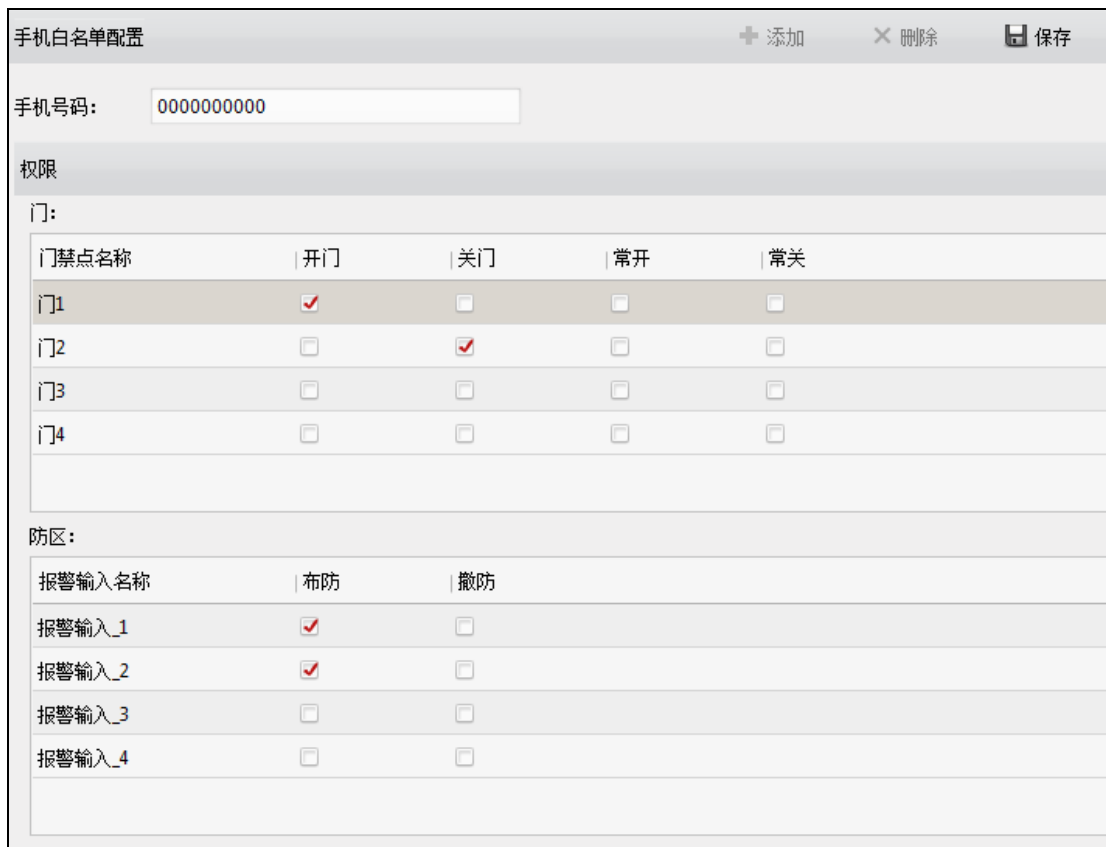 手机白名单配置 添加 删除 保存
手机号码: 0000000000
权限
门:
门禁点名称 开门 关门 常开 常关
门1
门2
门3
门4
防区:
报警输入名称 布防 撤防
报警输入_1
报警输入_2
报警输入_3
报警输入_4